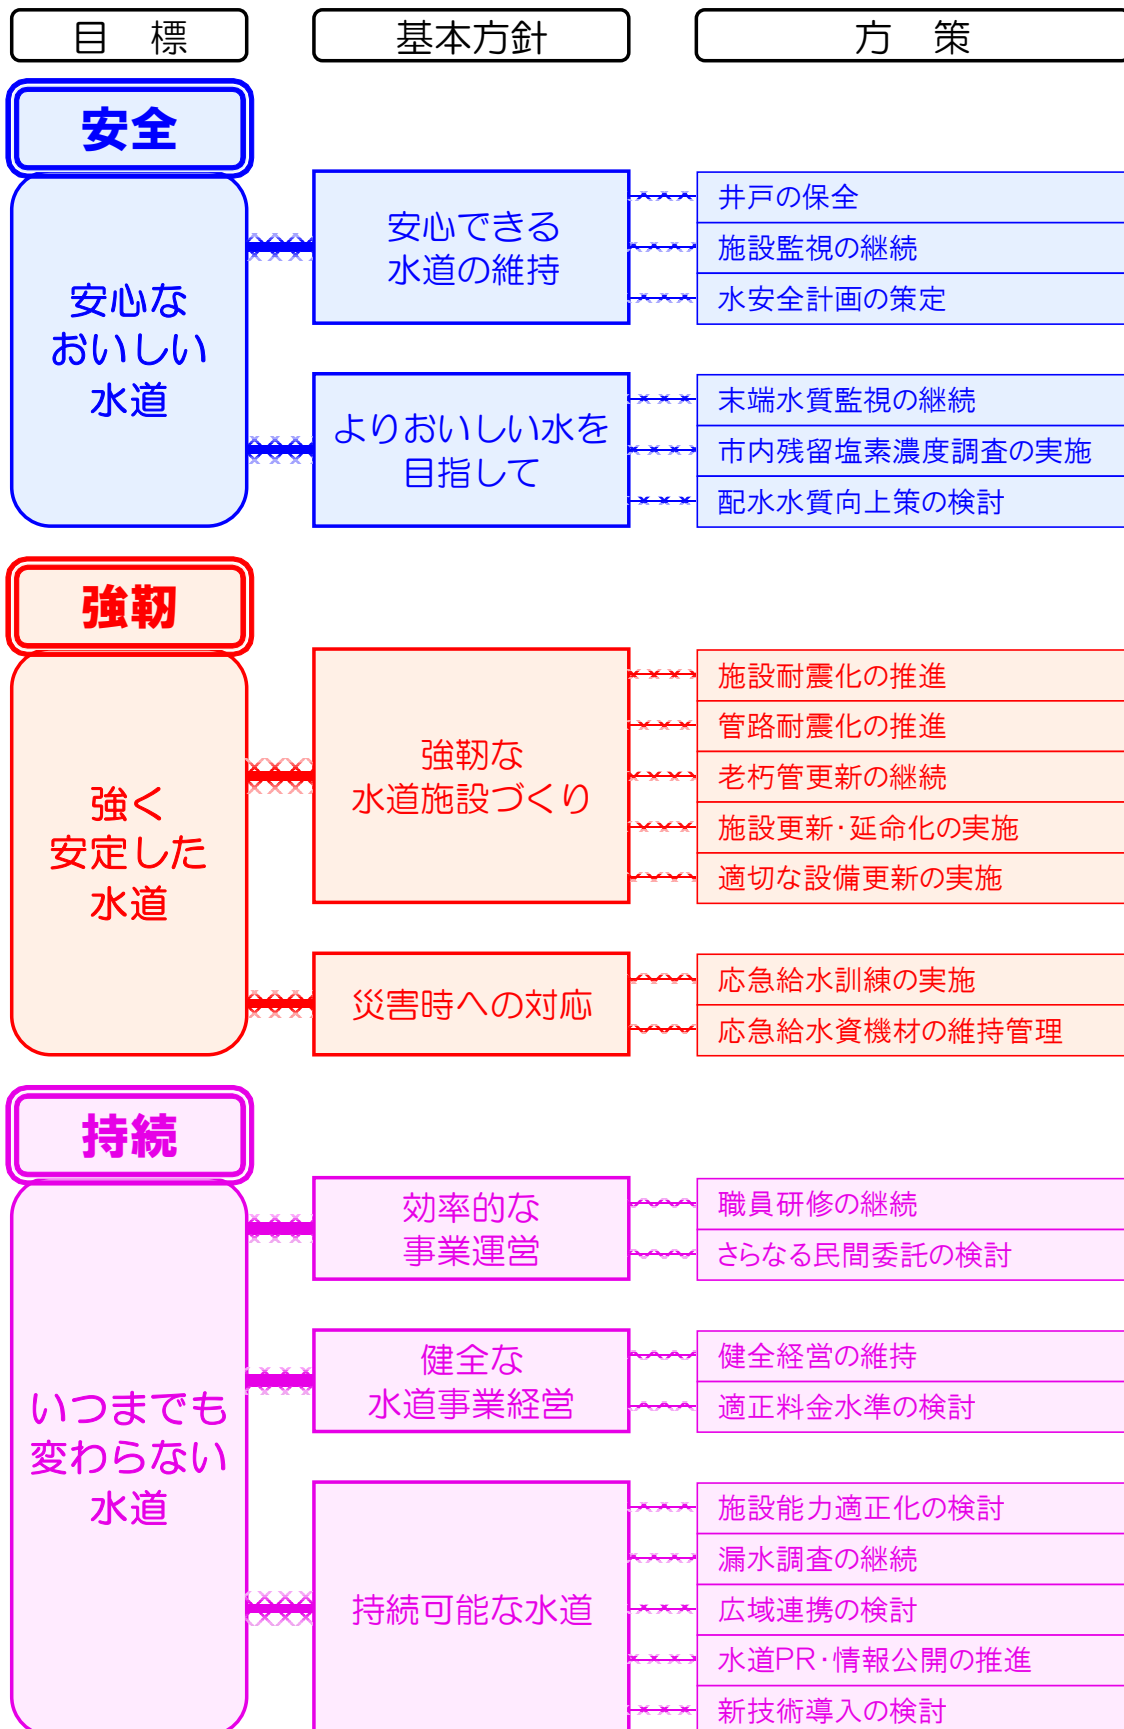 目 標
基本方針
方 策
安全
安心な
おいしい
水道
安心できる
水道の維持
井戸の保全
施設監視の継続
水安全計画の策定
よりおいしい水を
目指して
末端水質監視の継続
市内残留塩素濃度調査の実施
配水水質向上策の検討
強靭
強く
安定した
水道
強靭な
水道施設づくり
施設耐震化の推進
管路耐震化の推進
老朽管更新の継続
施設更新・延命化の実施
適切な設備更新の実施
災害時への対応
応急給水訓練の実施
応急給水資機材の維持管理
持続
いつまでも
変わらない
水道
効率的な
事業運営
職員研修の継続
さらなる民間委託の検討
健全な
水道事業経営
健全経営の維持
適正料金水準の検討
持続可能な水道
施設能力適正化の検討
漏水調査の継続
広域連携の検討
水道PR・情報公開の推進
新技術導入の検討